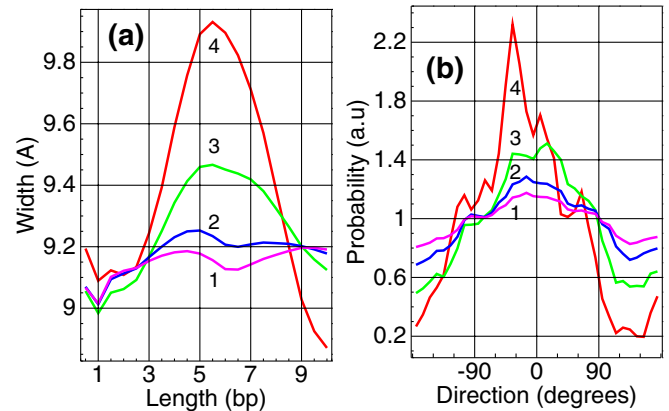 (a)
4
3
2
1
9.8
9.6
9.4
9.2
9
Width (A)
1 3 5 7 9
Length (bp)
(b)
4
3
2
1
2.2
1.8
1.4
1
0.6
0.2
Probability (a.u)
-90 0 90
Direction (degrees)